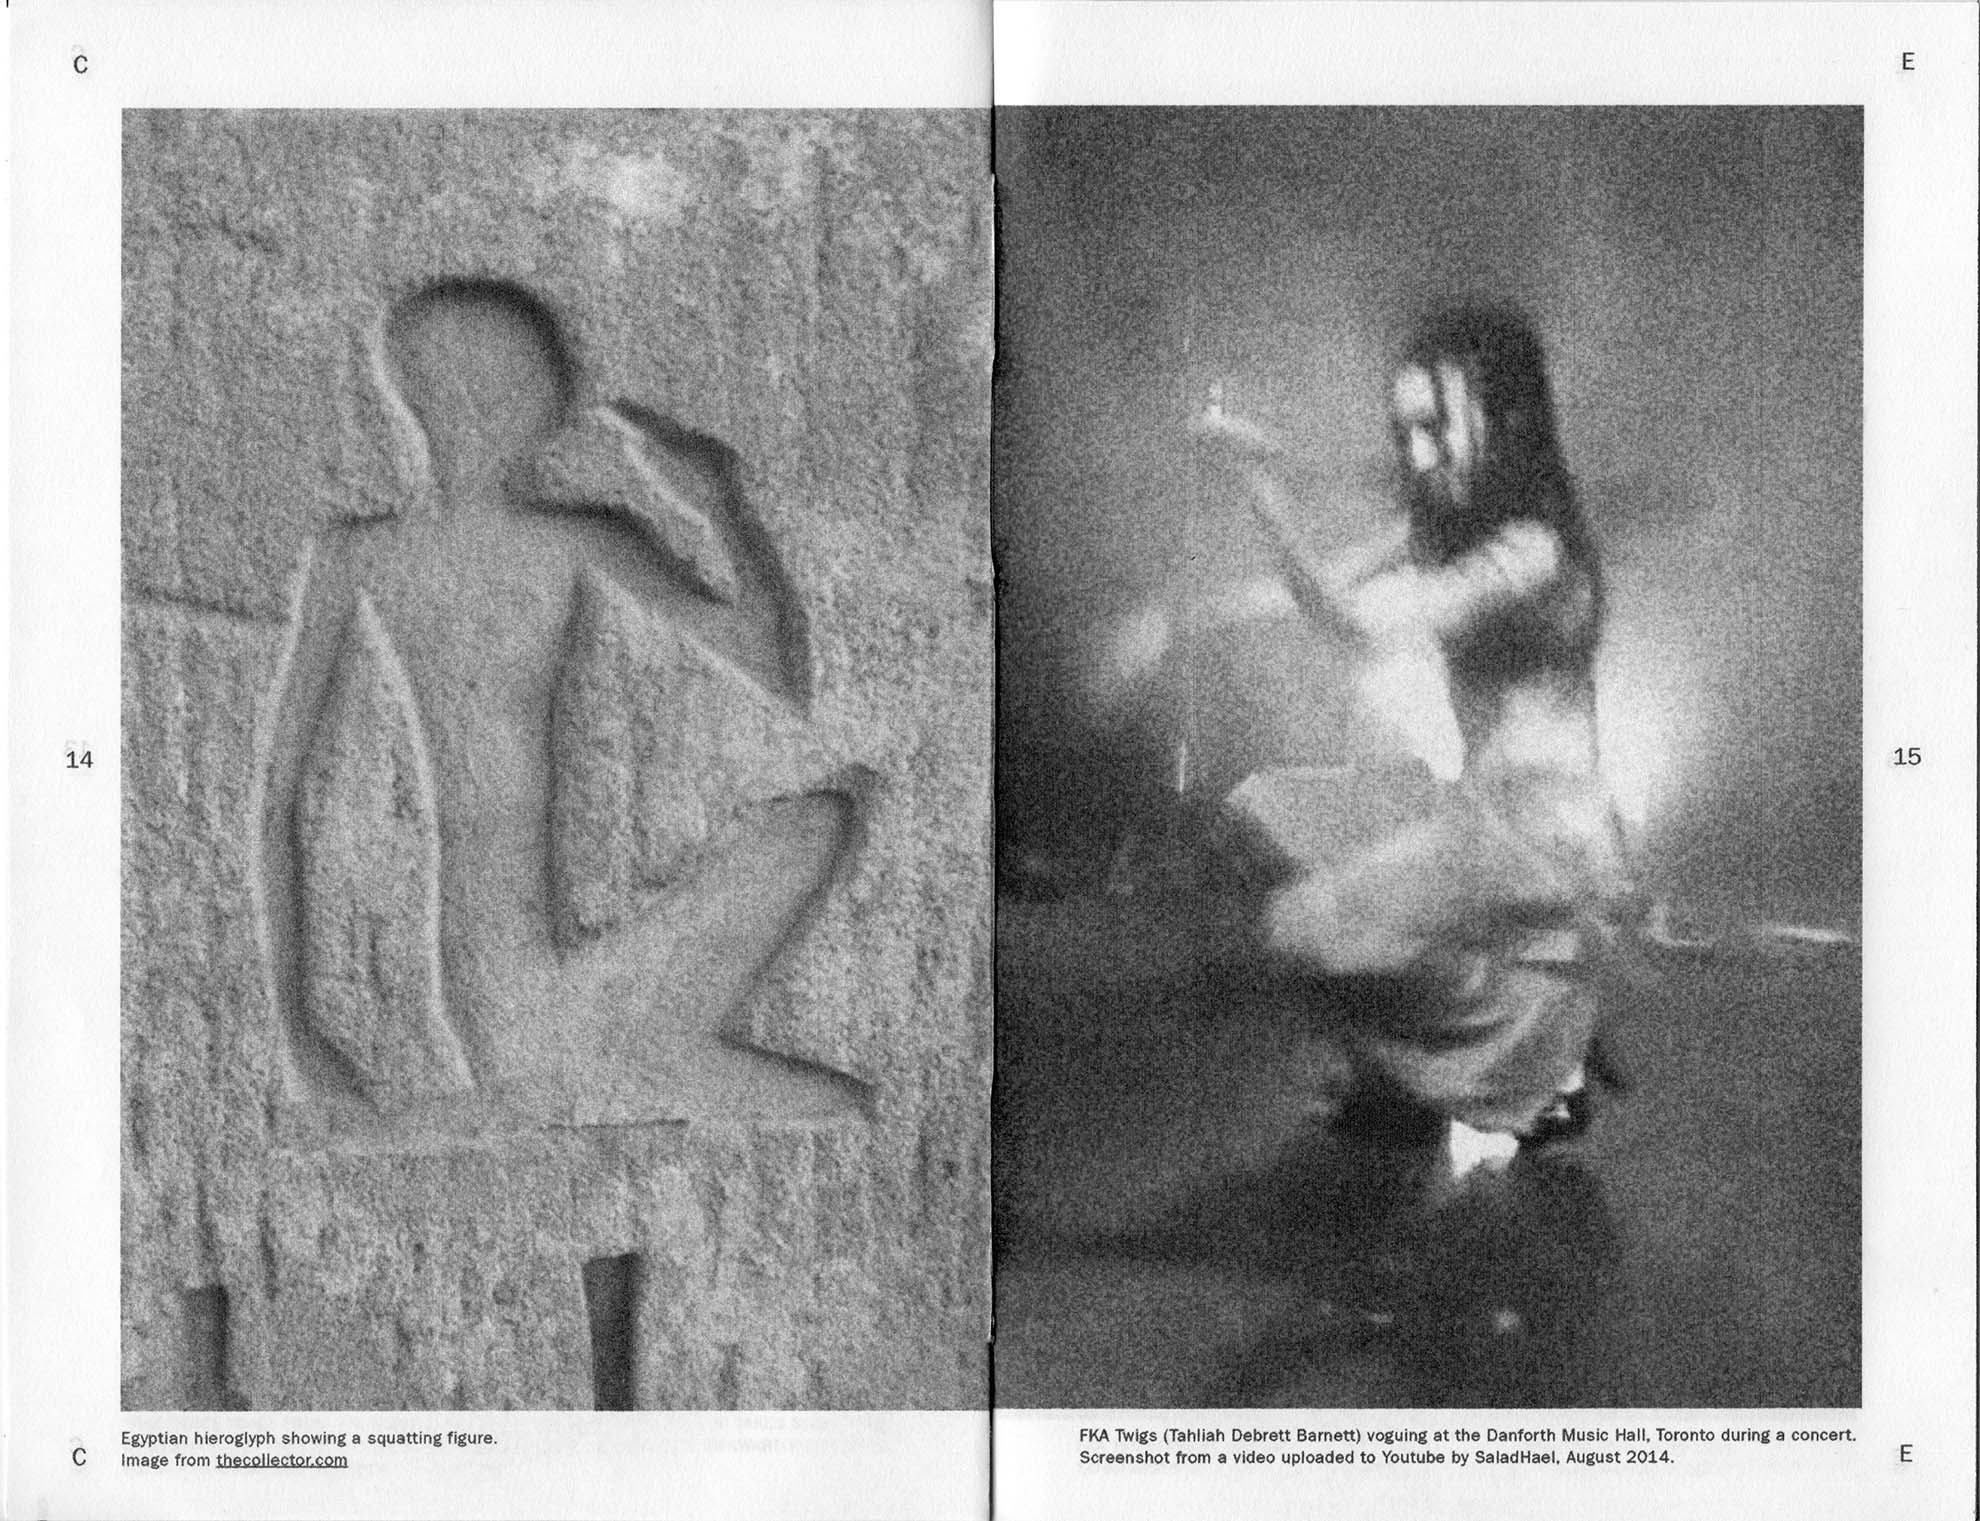 C
E
14
15
Egyptian hieroglyph showing a squatting figure.
Image from thecollector.com
C
FKA Twigs (Tahliah Debrett Barnett) voguing at the Danforth Music Hall, Toronto during a concert.
Screenshot from a video uploaded to Youtube by SaladHael, August 2014.
E